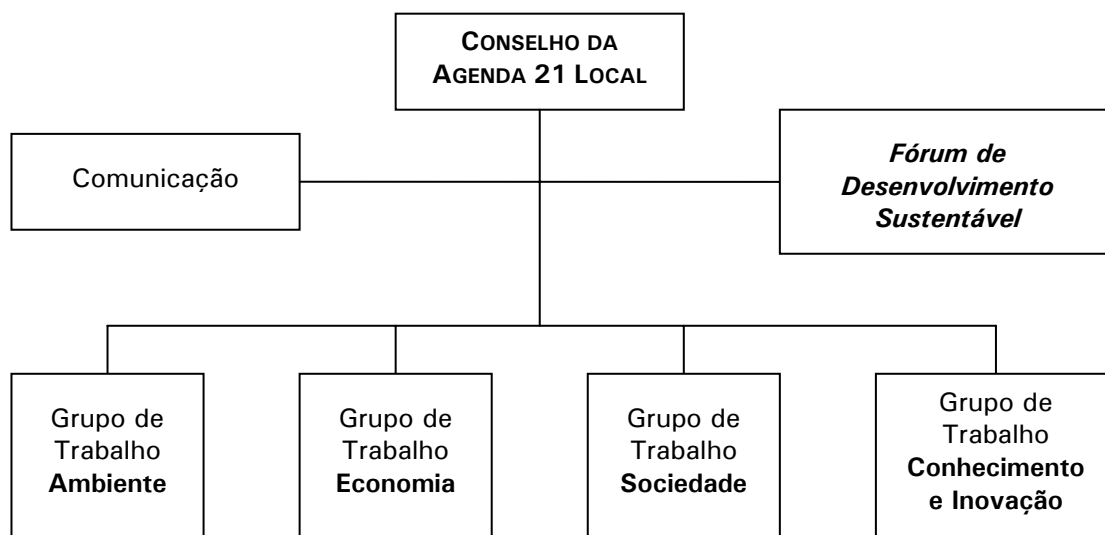 CONSELHO DA
AGENDA 21 LOCAL
Comunicação
Fórum de
Desenvolvimento
Sustentável
Grupo de
Trabalho
Ambiente
Grupo de
Trabalho
Economia
Grupo de
Trabalho
Sociedade
Grupo de
Trabalho
Conhecimento
e Inovação